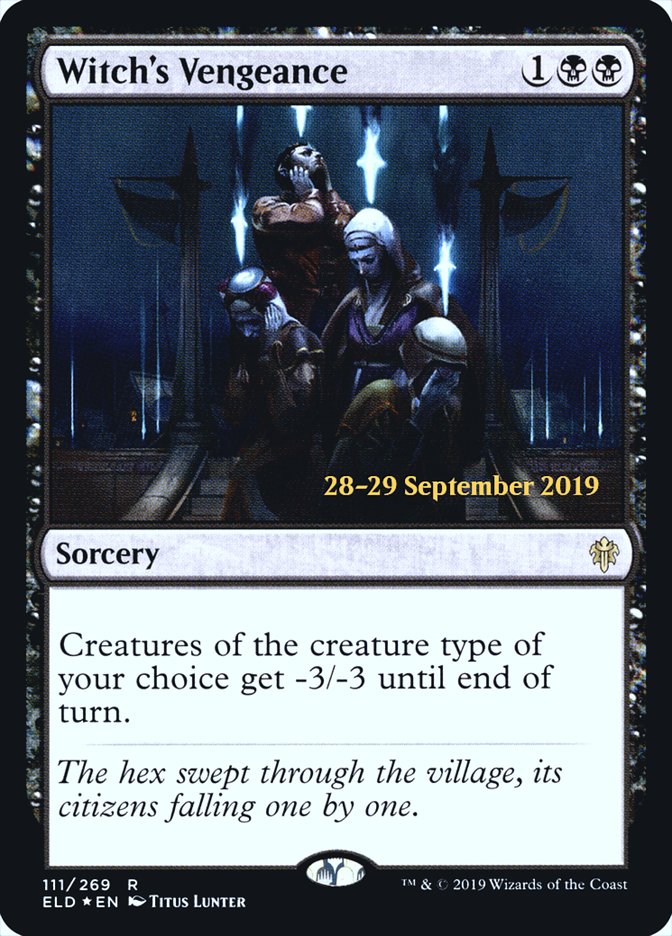 Witch's Vengeance 1
28–29 September 2019
Sorcery
Creatures of the creature type of
your choice get -3/-3 until end of
turn.
The hex swept through the village, its
citizens falling one by one.
111/269 R
ELD ★ EN Titus Lunter
™ & © 2019 Wizards of the Coast